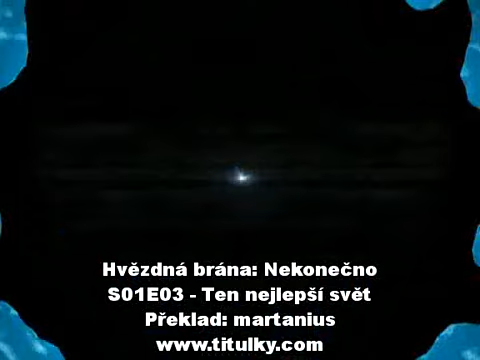 Hvězdná brána: Nekonečno
S01E03 - Ten nejlepší svět
Překlad: martanius
www.titulky.com